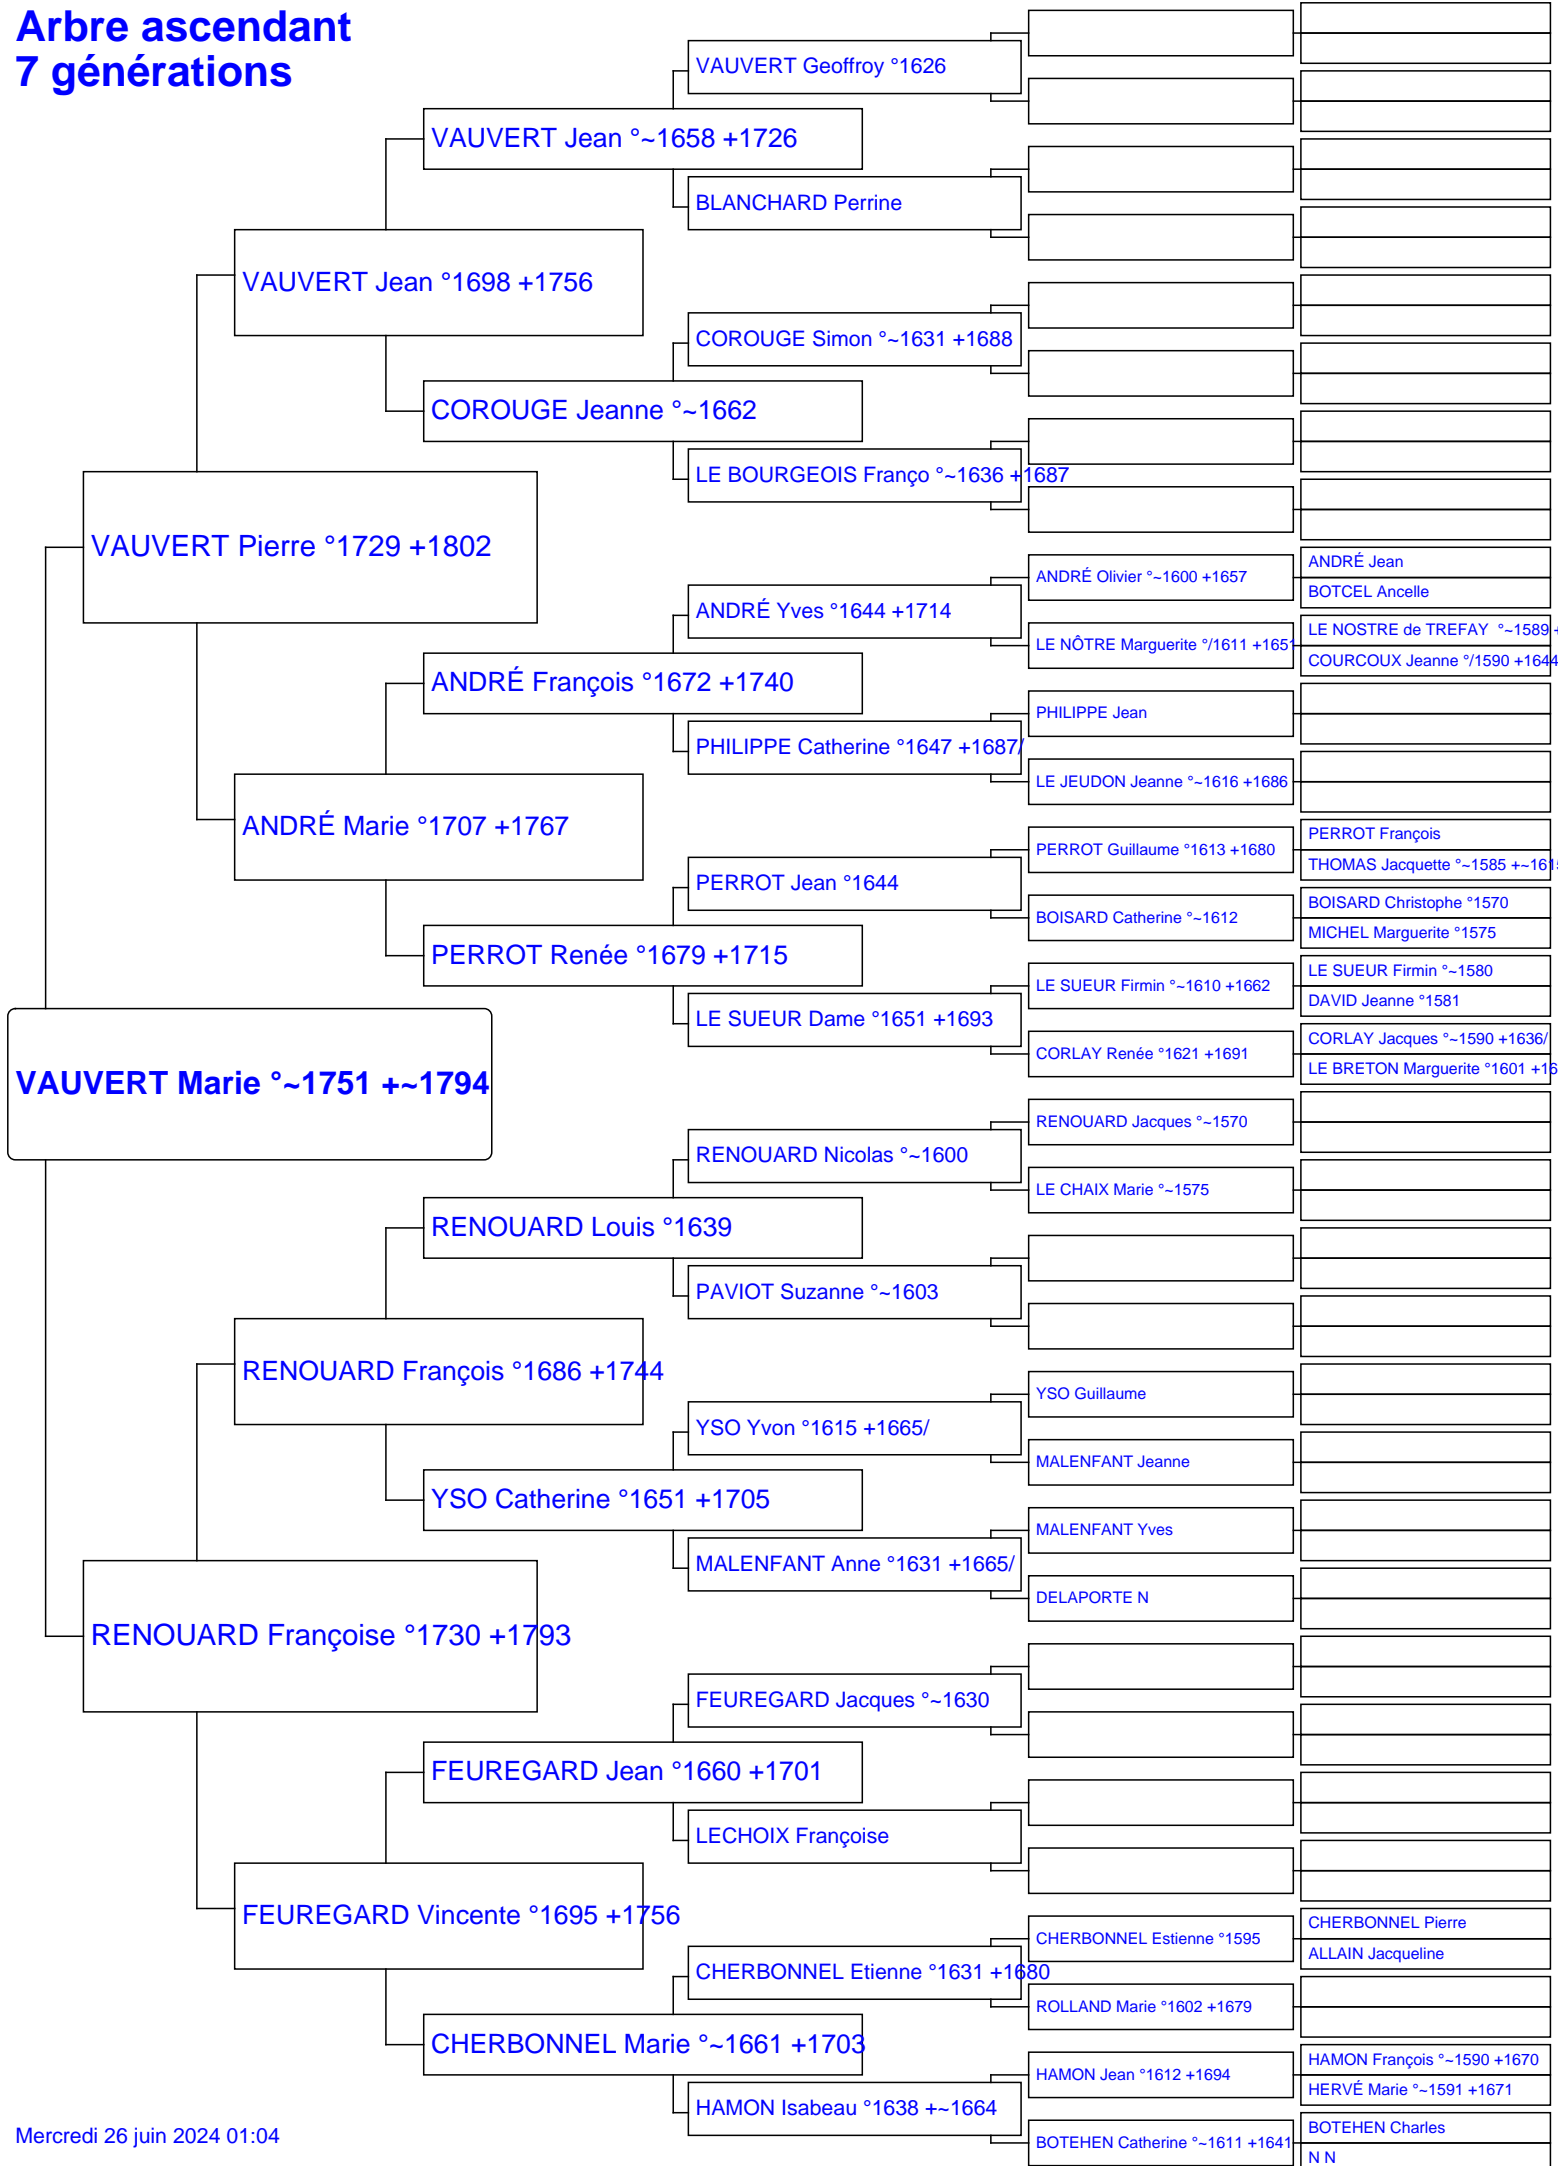 Arbre ascendant
7 générations
VAUVERT Geoffroy °1626
VAUVERT Jean °~1658 +1726
BLANCHARD Perrine
VAUVERT Jean °1698 +1756
COROUGE Simon °~1631 +1688
COROUGE Jeanne °~1662
LE BOURGEOIS Franço °~1636 +1687
VAUVERT Pierre °1729 +1802
ANDRÉ Jean
ANDRÉ Olivier °~1600 +1657
BOTCEL Ancelle
ANDRÉ Yves °1644 +1714
LE NOSTRE de TREFAY °~1589 +
LE NÔTRE Marguerite °/1611 +1651
COURCOUX Jeanne °/1590 +1644
ANDRÉ François °1672 +1740
PHILIPPE Jean
PHILIPPE Catherine °1647 +1687/
LE JEUDON Jeanne °~1616 +1686
ANDRÉ Marie °1707 +1767
PERROT François
PERROT Guillaume °1613 +1680
THOMAS Jacquette °~1585 +~1615
PERROT Jean °1644
BOISARD Christophe °1570
BOISARD Catherine °~1612
MICHEL Marguerite °1575
PERROT Renée °1679 +1715
LE SUEUR Firmin °~1580
LE SUEUR Firmin °~1610 +1662
DAVID Jeanne °1581
LE SUEUR Dame °1651 +1693
CORLAY Jacques °~1590 +1636/
CORLAY Renée °1621 +1691
LE BRETON Marguerite °1601 +16
VAUVERT Marie °~1751 +~1794
RENOUARD Jacques °~1570
RENOUARD Nicolas °~1600
LE CHAIX Marie °~1575
RENOUARD Louis °1639
PAVIOT Suzanne °~1603
RENOUARD François °1686 +1744
YSO Guillaume
YSO Yvon °1615 +1665/
MALENFANT Jeanne
YSO Catherine °1651 +1705
MALENFANT Yves
MALENFANT Anne °1631 +1665/
DELAPORTE N
RENOUARD Françoise °1730 +1793
FEUREGARD Jacques °~1630
FEUREGARD Jean °1660 +1701
LECHOIX Françoise
FEUREGARD Vincente °1695 +1756
CHERBONNEL Pierre
CHERBONNEL Estienne °1595
ALLAIN Jacqueline
CHERBONNEL Etienne °1631 +1680
ROLLAND Marie °1602 +1679
CHERBONNEL Marie °~1661 +1703
HAMON François °~1590 +1670
HAMON Jean °1612 +1694
HERVÉ Marie °~1591 +1671
HAMON Isabeau °1638 +~1664
BOTEHEN Charles
BOTEHEN Catherine °~1611 +1641
N N
Mercredi 26 juin 2024 01:04